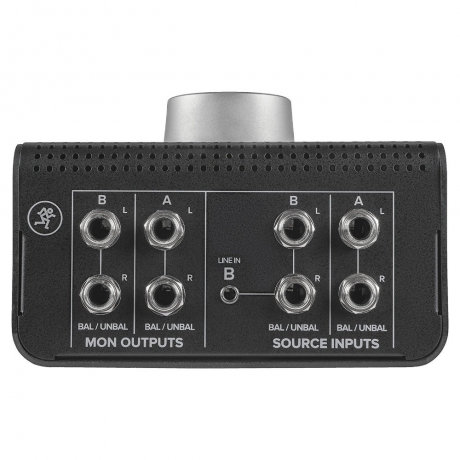 B A B A
L L L L
LINE IN
B
R R R R
BAL / UNBAL BAL / UNBAL BAL / UNBAL BAL / UNBAL
MON OUTPUTS SOURCE INPUTS